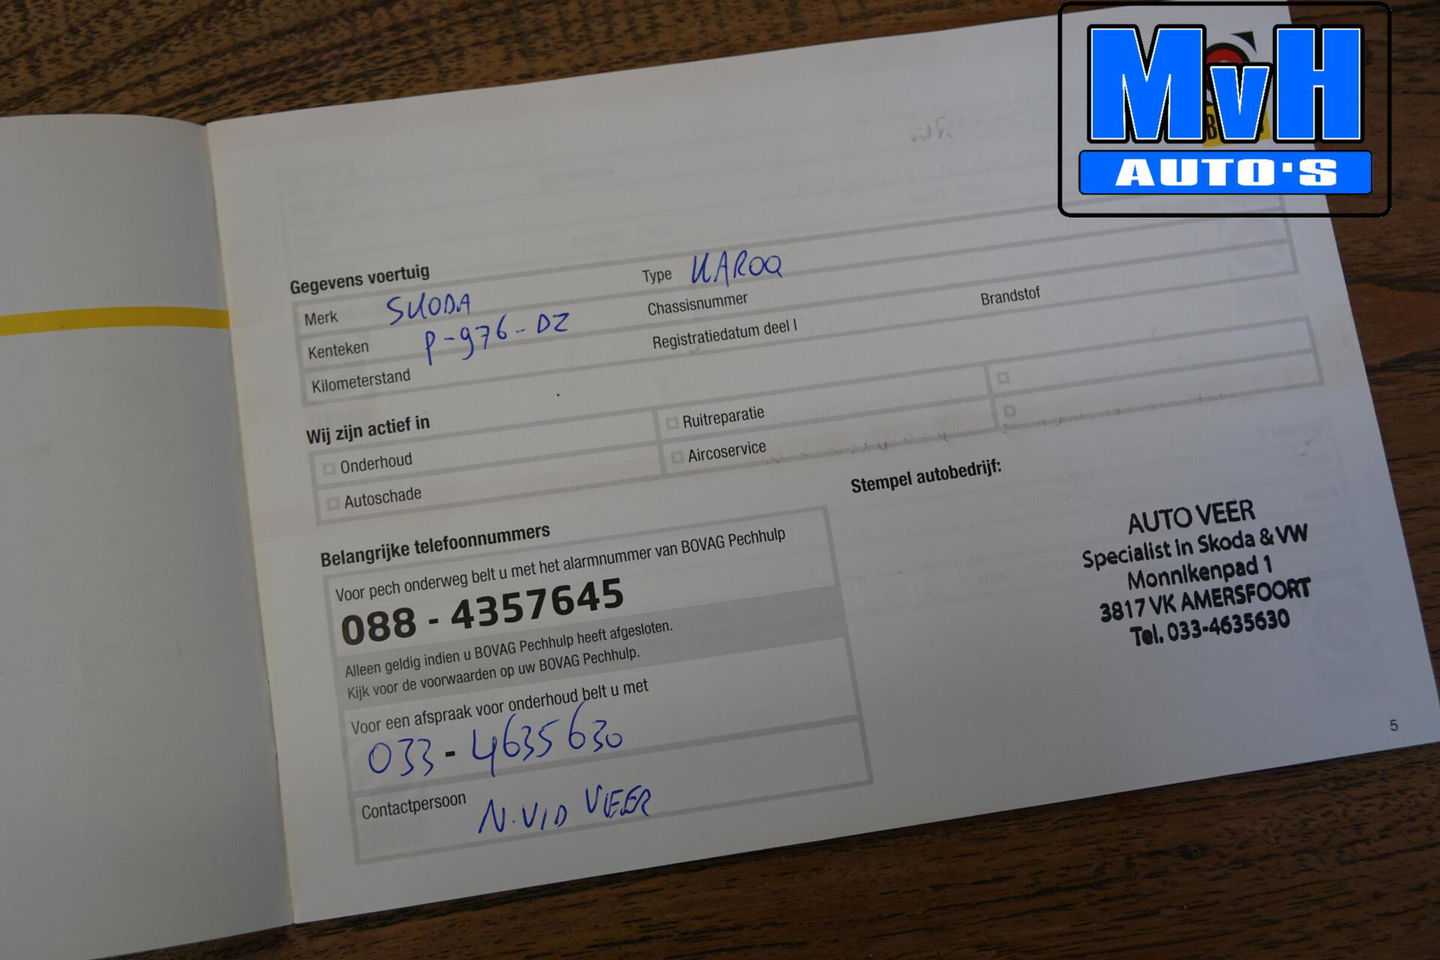 MvH
AUTO'S
Gegevens voertuig
Merk SKODA Type KAROQ
Kenteken P-976-DZ Chassisnummer
Kilometerstand Registratiedatum deel I Brandstof
Wij zijn actief in
Onderhoud Ruitreparatie
Autoschade Aircoservice
Belangrijke telefoonnummers
Voor pech onderweg belt u met het alarmnummer van BOVAG Pechhulp
088 - 4357645
Alleen geldig indien u BOVAG Pechhulp heeft afgesloten.
Kijk voor de voorwaarden op uw BOVAG Pechhulp.
Voor een afspraak voor onderhoud belt u met
033 - 4635630
Contactpersoon N. VID VEER
Stempel autobedrijf:
AUTO VEER
Specialist in Skoda & VW
Monnikenpad 1
3817 VK AMERSFOORT
Tel. 033-4635630
5